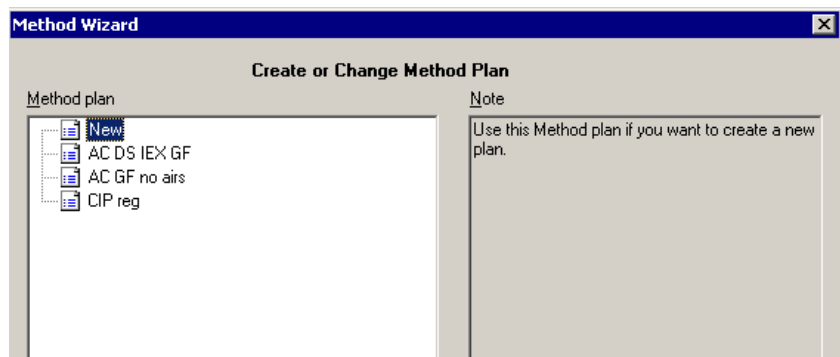 Method Wizard
Create or Change Method Plan
Method plan
New
AC DS IEX GF
AC GF no airs
CIP reg
Note
Use this Method plan if you want to create a new
plan.